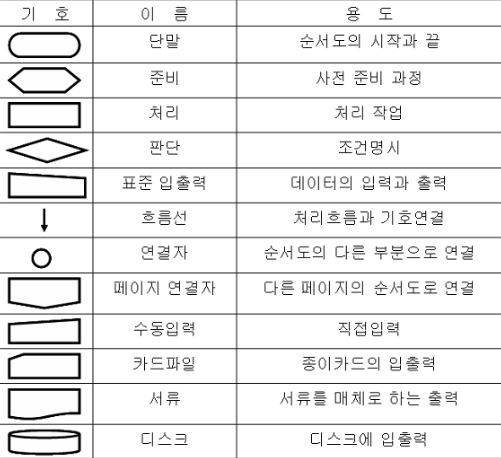 기 호 이 름 용 도
단말 순서도의 시작과 끝
준비 사전 준비 과정
처리 처리 작업
판단 조건명시
표준 입출력 데이터의 입력과 출력
흐름선 처리흐름과 기호연결
연결자 순서도의 다른 부분으로 연결
페이지 연결자 다른 페이지의 순서도로 연결
수동입력 직접입력
카드파일 종이카드의 입출력
서류 서류를 매체로 하는 출력
디스크 디스크에 입출력